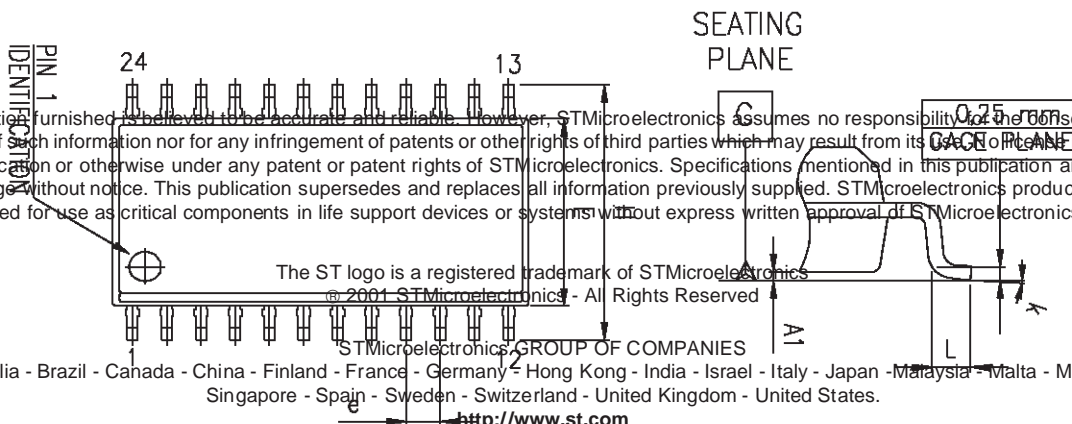 SEATING
PLANE
PIN 1
IDENTIFICATION
24
13
C
0.25 mm
GAGE PLANE
furnished is believed to be accurate and reliable. However, STMicroelectronics assumes no responsibility for the
such information nor for any infringement of patents or other rights of third parties which may result from its
or otherwise under any patent or patent rights of STMicroelectronics. Specifications mentioned in this publication
without notice. This publication supersedes and replaces all information previously supplied. STMicroelectronics
for use as critical components in life support devices or systems without express written approval of STMicroelectronics
The ST logo is a registered trademark of STMicroelectronics
® 2001 STMicroelectronics - All Rights Reserved
k
A1
L
1
12
STMicroelectronics GROUP OF COMPANIES
- Brazil - Canada - China - Finland - France - Germany - Hong Kong - India - Israel - Italy - Japan - Malaysia - Malta -
Singapore - Spain - Sweden - Switzerland - United Kingdom - United States.
e
http://www.st.com